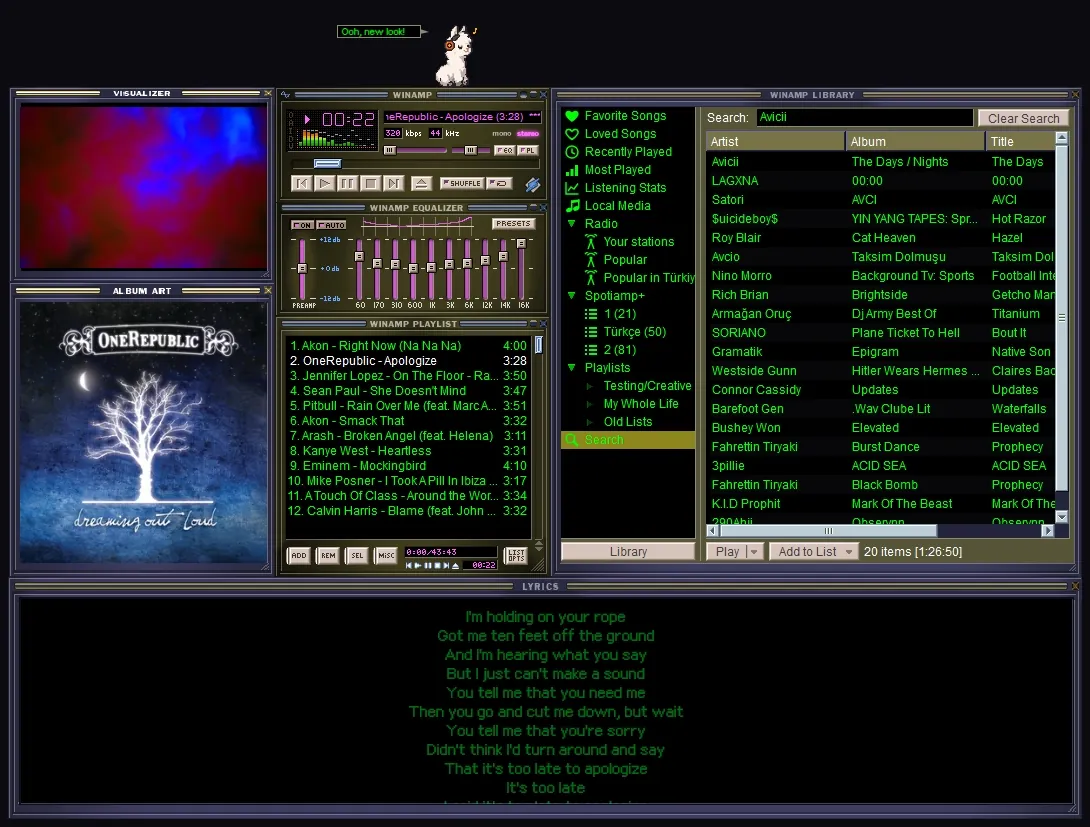 Ooh, new look!
VISUALIZER
ALBUM ART
ONEREPUBLIC
dreaming out loud
WINAMP
00:22
neRepublic - Apologize (3:28) ***
320 kbps 44 kHz mono stereo
EQ PL
SHUFFLE
WINAMP EQUALIZER
ON AUTO PRESETS
+12db
+0db
-12db
PREAMP 60 170 310 600 1K 3K 6K 12K 14K 16K
WINAMP PLAYLIST
1. Akon - Right Now (Na Na Na) 4:00
2. OneRepublic - Apologize 3:28
3. Jennifer Lopez - On The Floor - Ra... 3:50
4. Sean Paul - She Doesn't Mind 3:47
5. Pitbull - Rain Over Me (feat. Marc A... 3:51
6. Akon - Smack That 3:32
7. Arash - Broken Angel (feat. Helena) 3:11
8. Kanye West - Heartless 3:31
9. Eminem - Mockingbird 4:10
10. Mike Posner - I Took A Pill In Ibiza ... 3:17
11. A Touch Of Class - Around the Wor... 3:34
12. Calvin Harris - Blame (feat. John ... 3:32
ADD REM SEL MISC
0:00/43:43
00:22
LIST OPTS
WINAMP LIBRARY
Favorite Songs
Loved Songs
Recently Played
Most Played
Listening Stats
Local Media
Radio
Your stations
Popular
Popular in Türkiy
Spotiamp+
1 (21)
Türkçe (50)
2 (81)
Playlists
Testing/Creative
My Whole Life
Old Lists
Search
Library
Search: Avicii Clear Search
Artist Album Title
Avicii The Days / Nights The Days
LAGXNA 00:00 00:00
Satori AVCI AVCI
$uicideboy$ YIN YANG TAPES: Spr... Hot Razor
Roy Blair Cat Heaven Hazel
Avcio Taksim Dolmuşu Taksim Dol
Nino Morro Background Tv: Sports Football Inte
Rich Brian Brightside Getcho Man
Armağan Oruç Dj Army Best Of Titanium
SORIANO Plane Ticket To Hell Bout It
Gramatik Epigram Native Son
Westside Gunn Hitler Wears Hermes ... Claires Bac
Connor Cassidy Updates Updates
Barefoot Gen .Wav Clube Lit Waterfalls
Bushey Won Elevated Elevated
Fahrettin Tiryaki Burst Dance Prophecy
3pillie ACID SEA ACID SEA
Fahrettin Tiryaki Black Bomb Prophecy
K.I.D Prophit Mark Of The Beast Mark Of The
Play Add to List 20 items [1:26:50]
LYRICS
I'm holding on your rope
Got me ten feet off the ground
And I'm hearing what you say
But I just can't make a sound
You tell me that you need me
Then you go and cut me down, but wait
You tell me that you're sorry
Didn't think I'd turn around and say
That it's too late to apologize
It's too late